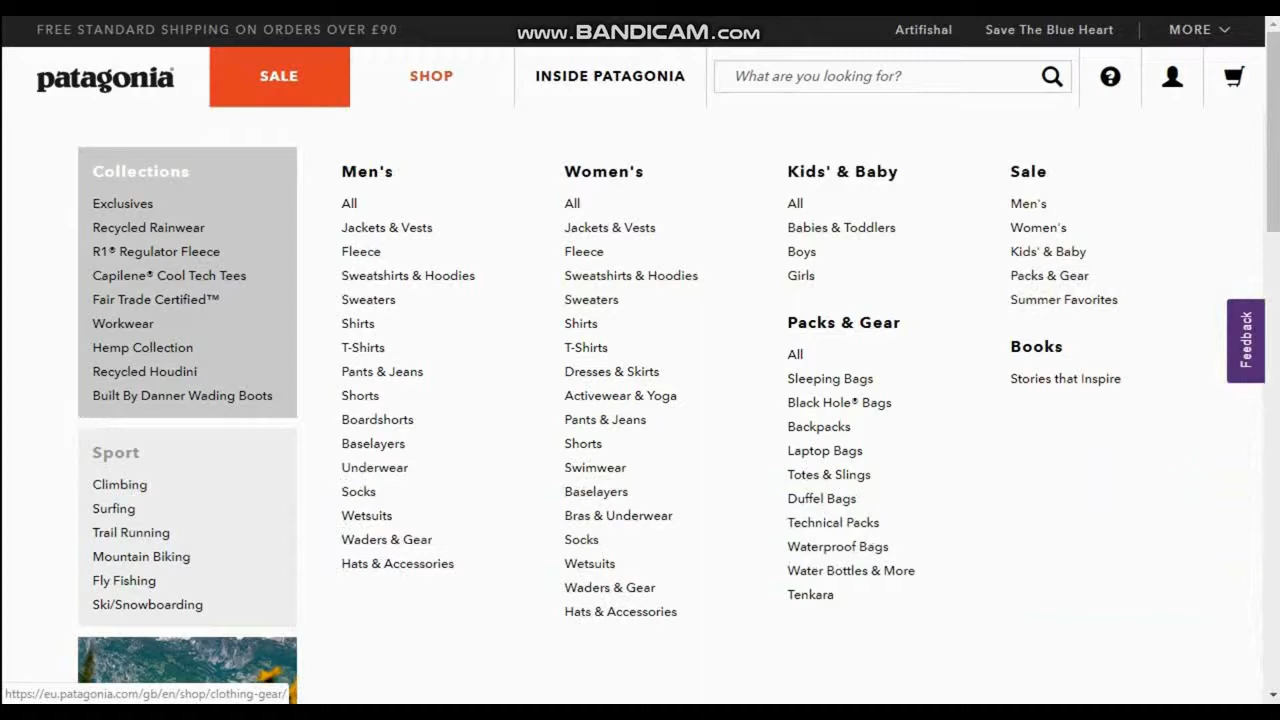 FREE STANDARD SHIPPING ON ORDERS OVER £90
www.BANDICAM.com
Artifishal
Save The Blue Heart
MORE
patagonia
SALE
SHOP
INSIDE PATAGONIA
What are you looking for?
Collections
Exclusives
Recycled Rainwear
R1® Regulator Fleece
Capilene® Cool Tech Tees
Fair Trade Certified™
Workwear
Hemp Collection
Recycled Houdini
Built By Danner Wading Boots
Sport
Climbing
Surfing
Trail Running
Mountain Biking
Fly Fishing
Ski/Snowboarding
Men's
All
Jackets & Vests
Fleece
Sweatshirts & Hoodies
Sweaters
Shirts
T-Shirts
Pants & Jeans
Shorts
Boardshorts
Baselayers
Underwear
Socks
Wetsuits
Waders & Gear
Hats & Accessories
Women's
All
Jackets & Vests
Fleece
Sweatshirts & Hoodies
Sweaters
Shirts
T-Shirts
Dresses & Skirts
Activewear & Yoga
Pants & Jeans
Shorts
Swimwear
Baselayers
Bras & Underwear
Socks
Wetsuits
Waders & Gear
Hats & Accessories
Kids' & Baby
All
Babies & Toddlers
Boys
Girls
Packs & Gear
All
Sleeping Bags
Black Hole® Bags
Backpacks
Laptop Bags
Totes & Slings
Duffel Bags
Technical Packs
Waterproof Bags
Water Bottles & More
Tenkara
Sale
Men's
Women's
Kids' & Baby
Packs & Gear
Summer Favorites
Books
Stories that Inspire
Feedback
https://eu.patagonia.com/gb/en/shop/clothing-gear/